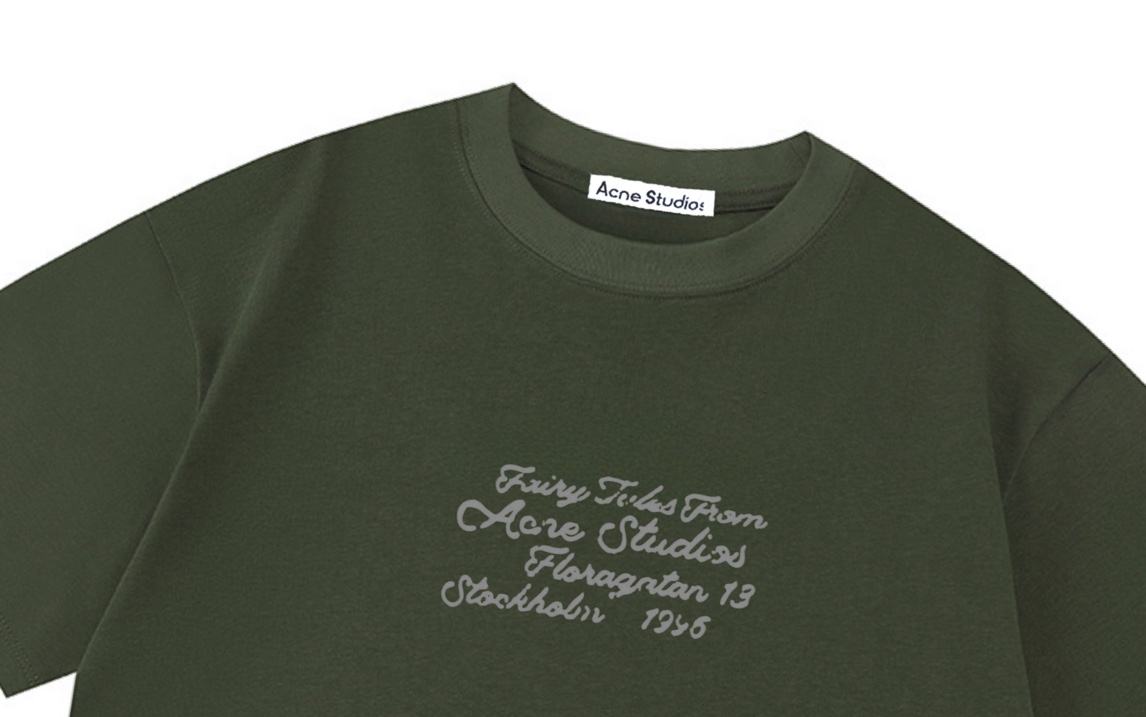 Acne Studios
Fairy Tales From
Acne Studios
Floragatan 13
Stockholm 1996